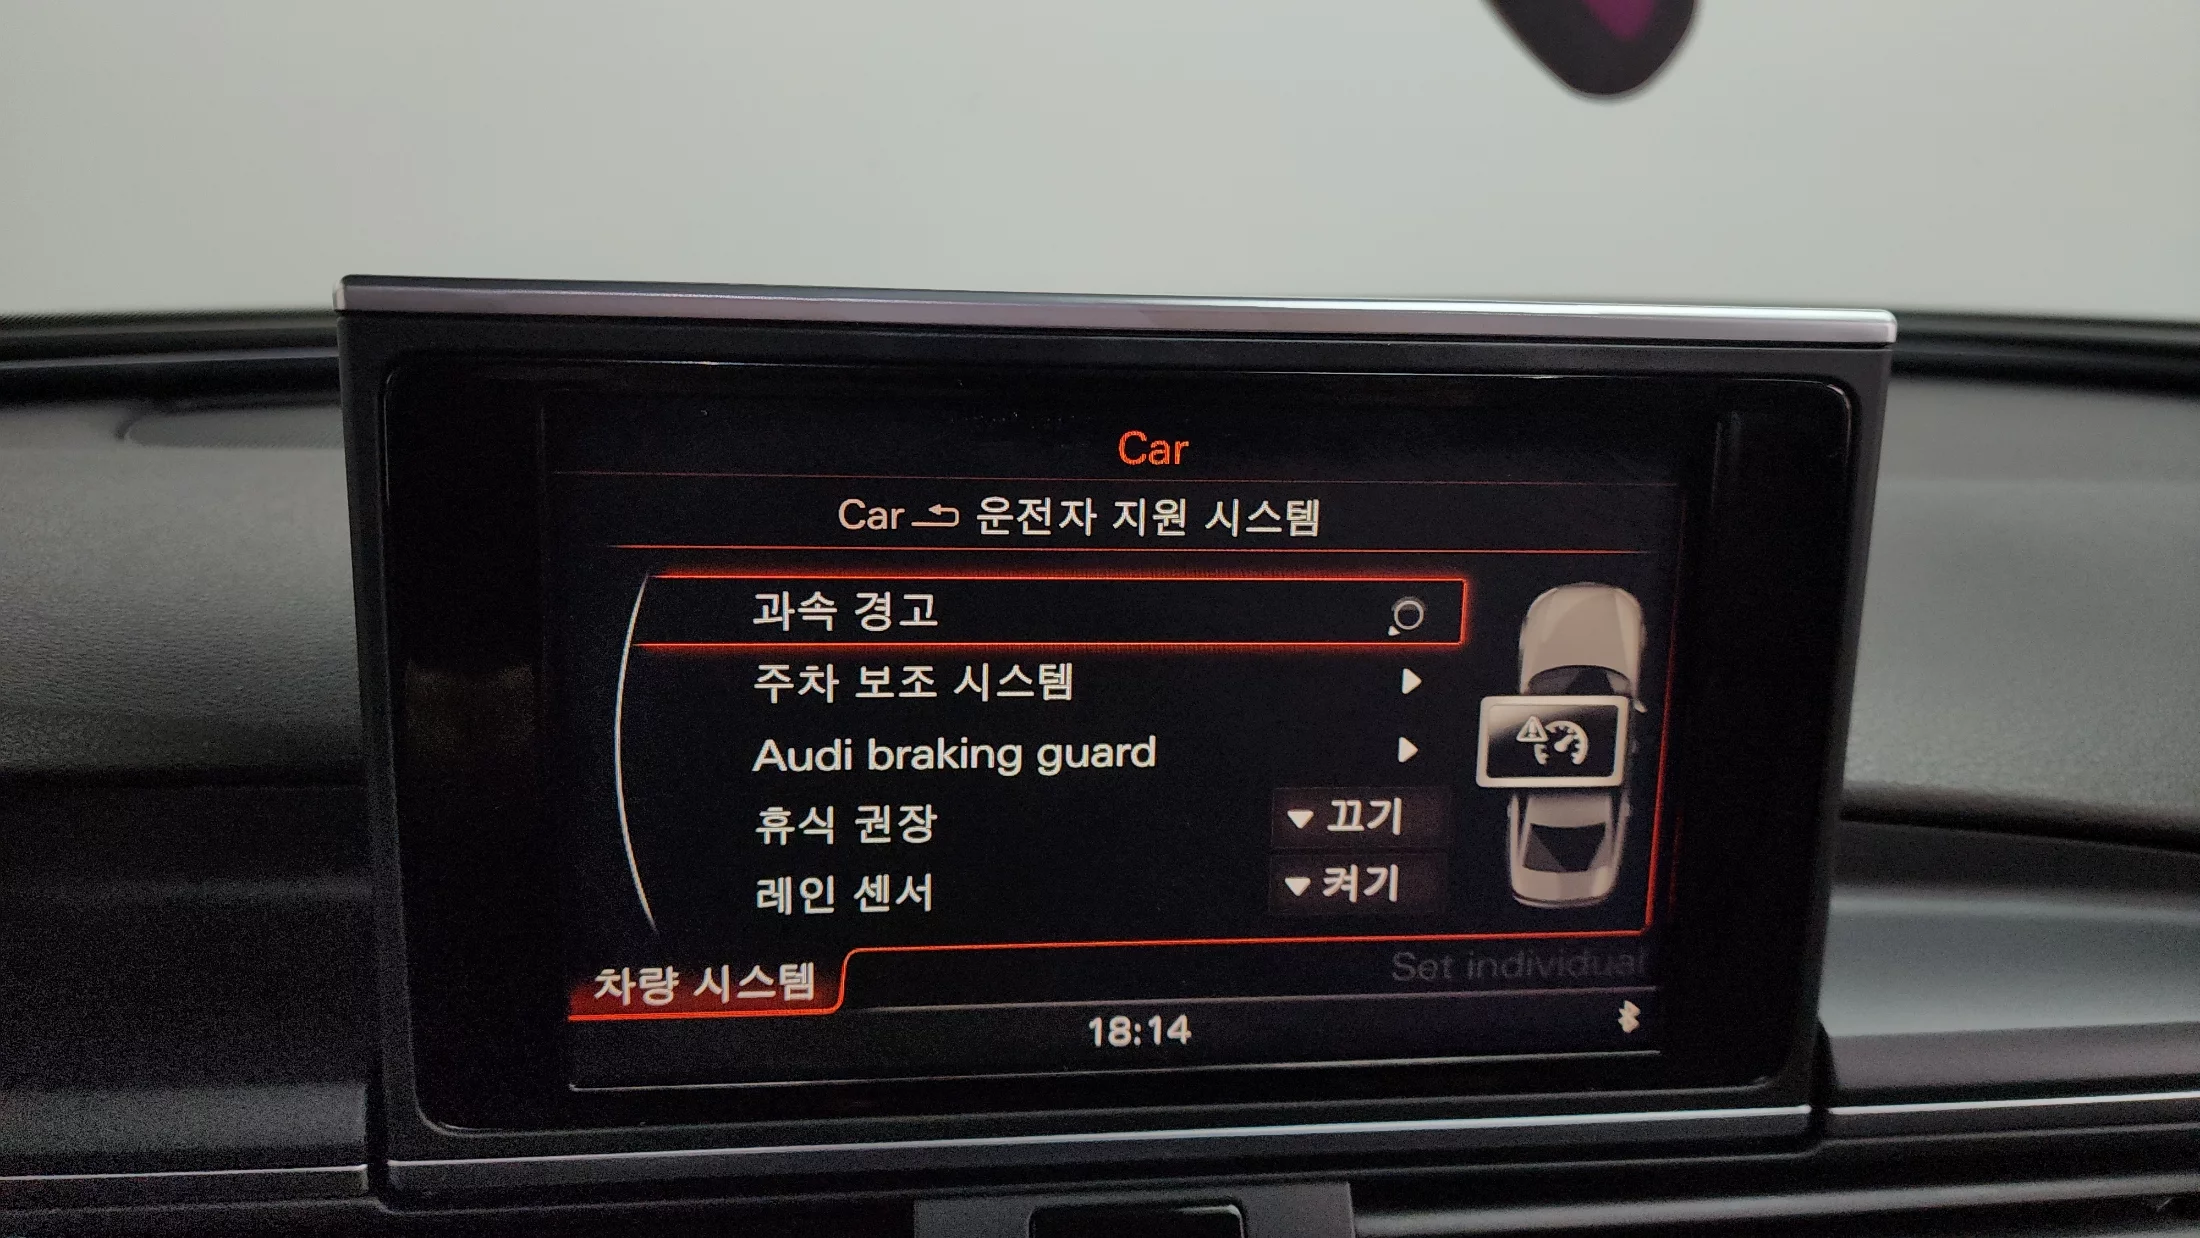 Car
Car 운전자 지원 시스템
과속 경고
주차 보조 시스템
Audi braking guard
휴식 권장 끄기
레인 센서 켜기
Set individual
차량 시스템
18:14